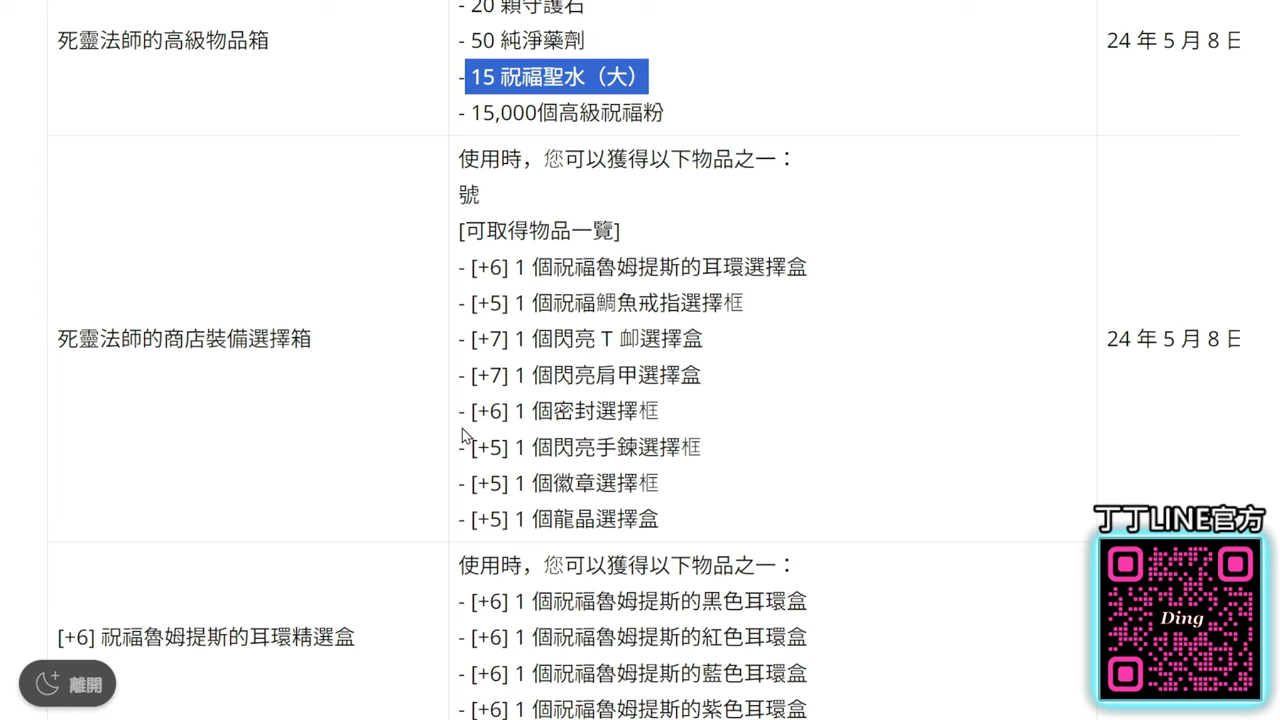 - 20 顆守護石
死靈法師的高級物品箱
- 50 純淨藥劑
24 年 5 月 8 日
- 15 祝福聖水（大）
- 15,000個高級祝福粉
使用時，您可以獲得以下物品之一：
號
[可取得物品一覽]
- [+6] 1 個祝福魯姆提斯的耳環選擇盒
- [+5] 1 個祝福鯛魚戒指選擇框
死靈法師的商店裝備選擇箱
- [+7] 1 個閃亮 T 卹選擇盒
24 年 5 月 8 日
- [+7] 1 個閃亮肩甲選擇盒
- [+6] 1 個密封選擇框
- [+5] 1 個閃亮手鍊選擇框
- [+5] 1 個徽章選擇框
- [+5] 1 個龍晶選擇盒
使用時，您可以獲得以下物品之一：
- [+6] 1 個祝福魯姆提斯的黑色耳環盒
[+6] 祝福魯姆提斯的耳環精選盒
- [+6] 1 個祝福魯姆提斯的紅色耳環盒
- [+6] 1 個祝福魯姆提斯的藍色耳環盒
- [+6] 1 個祝福魯姆提斯的紫色耳環盒
離開
丁丁LINE官方
Ding